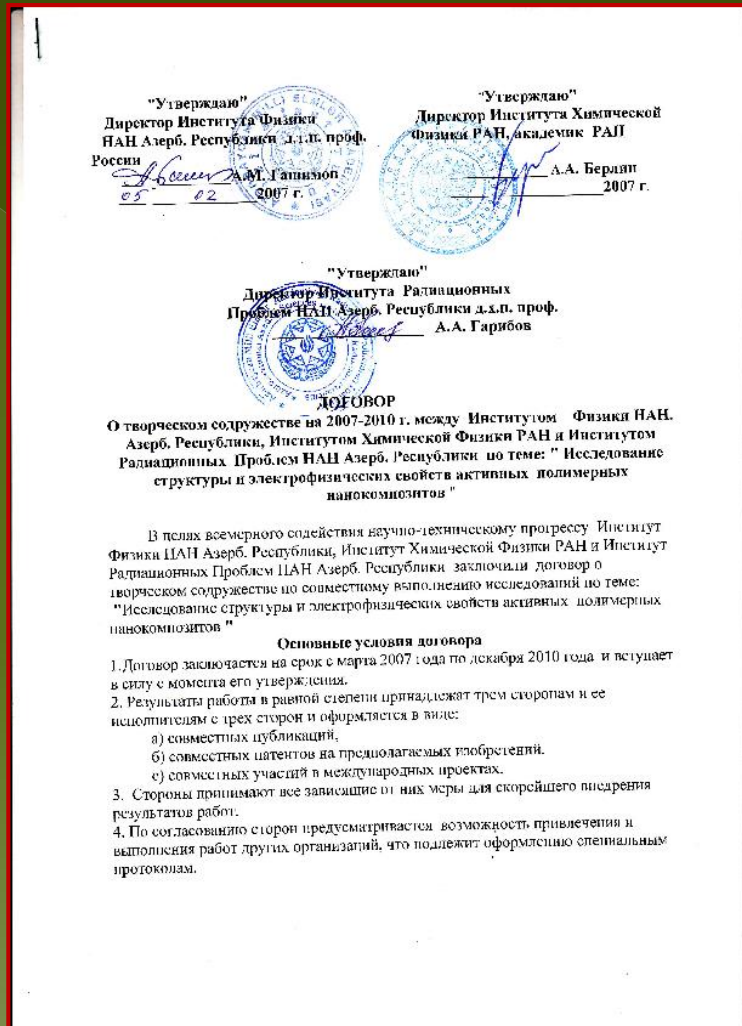 "Утверждаю"
Директор Института Физики
НАН Азерб. Республики д.т.н. проф.
России
А.М. Гашимов
05 02 2007 г.
"Утверждаю"
Директор Института Химической
Физики РАН, академик РАН
А.А. Берлин
2007 г.
"Утверждаю"
Директор Института Радиационных
Проблем НАН Азерб. Республики д.х.н. проф.
А.А. Гарибов
ДОГОВОР
О творческом содружестве на 2007-2010 г. между Институтом Физики НАН.
Азерб. Республики, Институтом Химической Физики РАН и Институтом
Радиационных Проблем НАН Азерб. Республики по теме: " Исследование
структуры и электрофизических свойств активных полимерных
нанокомпозитов "
В целях всемерного содействия научно-техническому прогрессу Институт
Физики НАН Азерб. Республики, Институт Химической Физики РАН и Институт
Радиационных Проблем НАН Азерб. Республики заключили договор о
творческом содружестве по совместному выполнению исследований по теме:
"Исследование структуры и электрофизических свойств активных полимерных
нанокомпозитов "
Основные условия договора
1.Договор заключается на срок с марта 2007 года по декабря 2010 года и вступает
в силу с момента его утверждения.
2. Результаты работы в равной степени принадлежат трем сторонам и ее
исполнителям с трех сторон и оформляется в виде:
а) совместных публикаций,
б) совместных патентов на предполагаемых изобретений.
с) совместных участий в международных проектах.
3. Стороны принимают все зависящие от них меры для скорейшего внедрения
результатов работ.
4. По согласованию сторон предусматривается возможность привлечения и
выполнения работ других организаций, что подлежит оформлению специальным
протоколам.